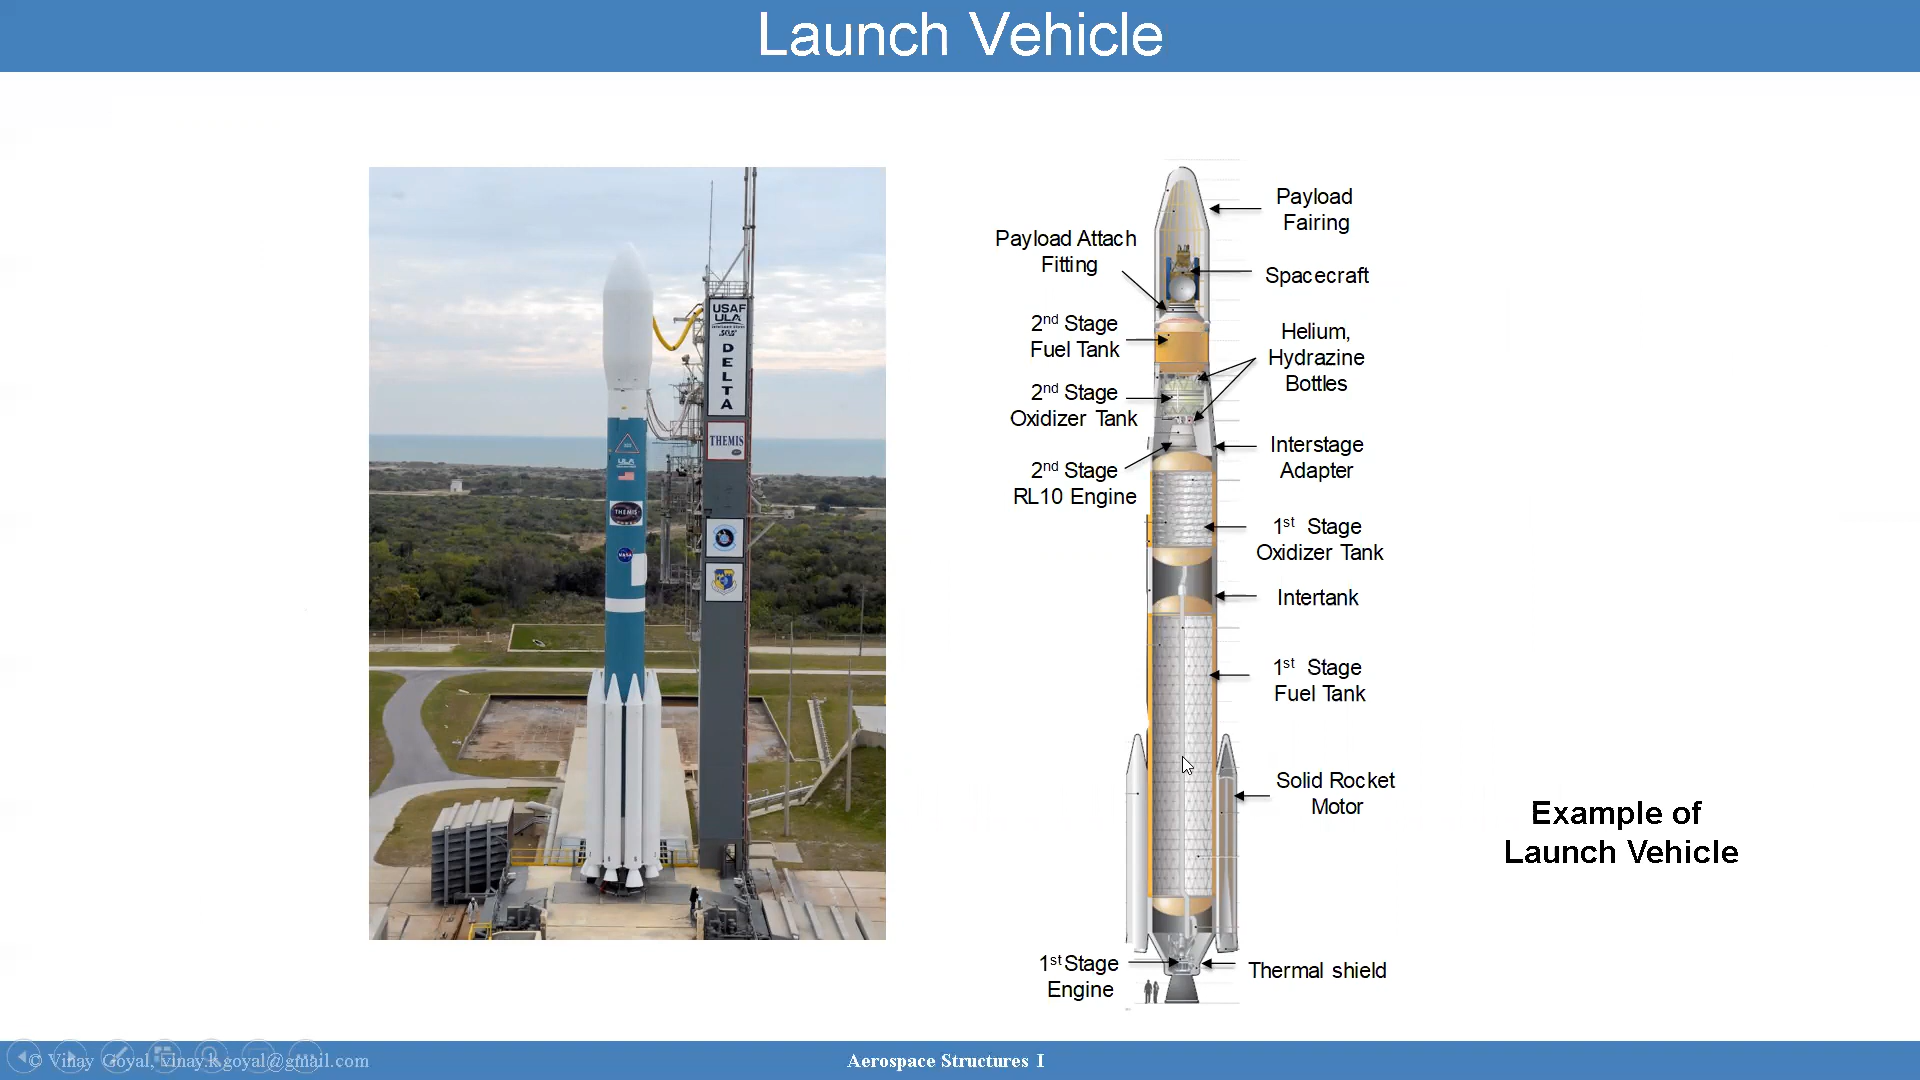 Launch Vehicle
USAF
ULA
DELTA
THEMIS
ULA
THEMIS
NASA
Payload
Fairing
Payload Attach
Fitting
Spacecraft
2nd Stage
Fuel Tank
Helium,
Hydrazine
Bottles
2nd Stage
Oxidizer Tank
Interstage
Adapter
2nd Stage
RL10 Engine
1st Stage
Oxidizer Tank
Intertank
1st Stage
Fuel Tank
Solid Rocket
Motor
Example of
Launch Vehicle
1st Stage
Engine
Thermal shield
© Vinay Goyal, vinay.k.goyal@gmail.com
Aerospace Structures I